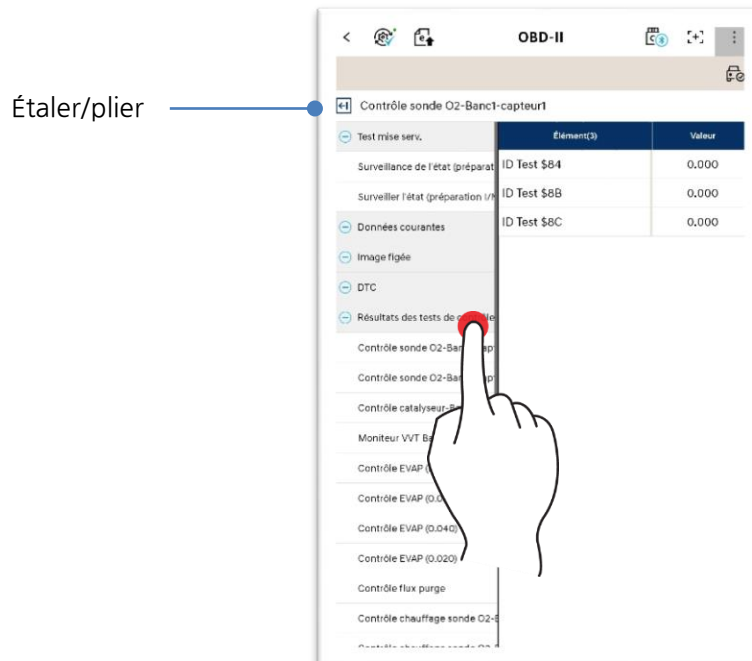 OBD-II
Étaler/plier
Contrôle sonde O2-Banc1-capteur1
Test mise serv.
Élément(3) Valeur
Surveillance de l'état (préparat
ID Test $84 0.000
Surveiller l'état (préparation I/
ID Test $8B 0.000
Données courantes
ID Test $8C 0.000
Image figée
DTC
Résultats des tests de
Contrôle sonde O2-Ban
Contrôle sonde O2-Ban
Contrôle catalyseur-
Moniteur VVT Ba
Contrôle EVAP (
Contrôle EVAP (0.0
Contrôle EVAP (0.040)
Contrôle EVAP (0.020)
Contrôle flux purge
Contrôle chauffage sonde O2-